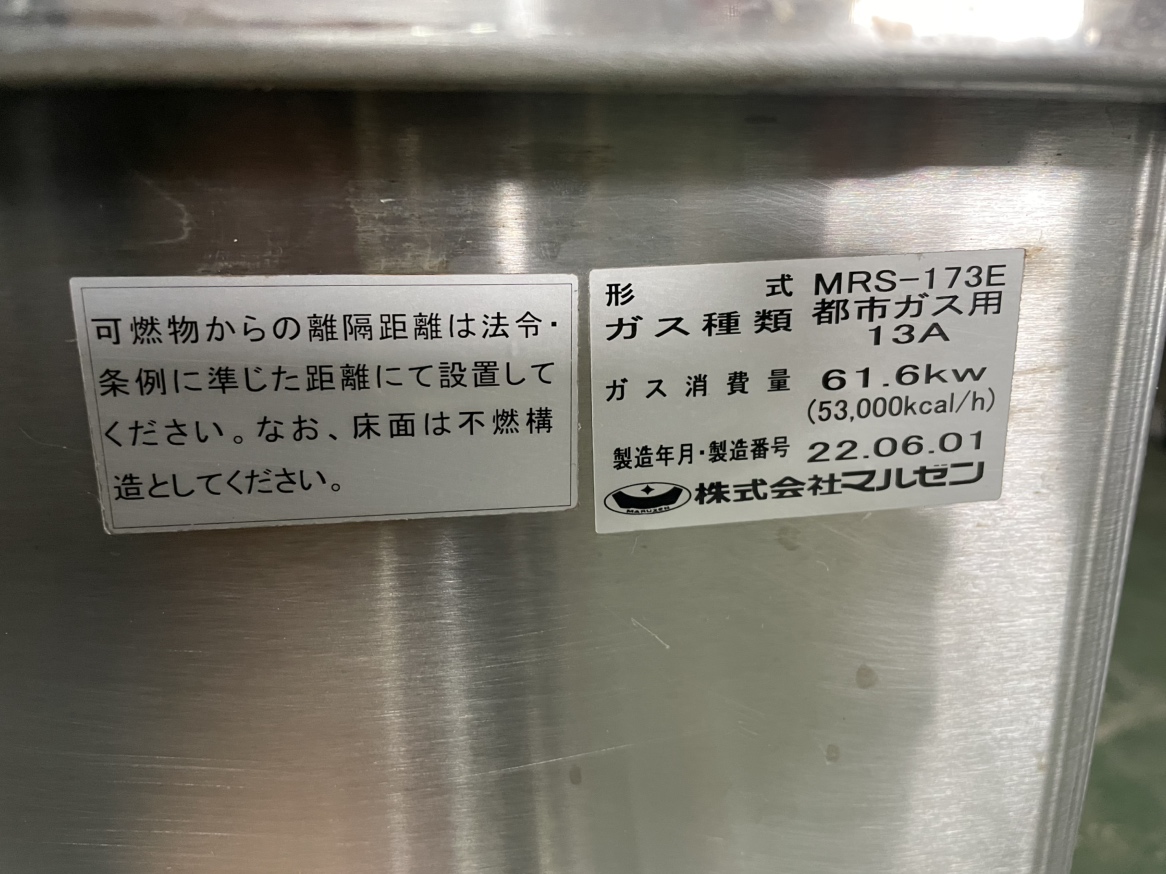 可燃物からの離隔距離は法令・
条例に準じた距離にて設置して
ください。なお、床面は不燃構
造としてください。
形 式 MRS-173E
ガス種類 都市ガス用
13A
ガス消費量 61.6kw
(53,000kcal/h)
製造年月・製造番号 22.06.01
Maruzen 株式会社マルゼン